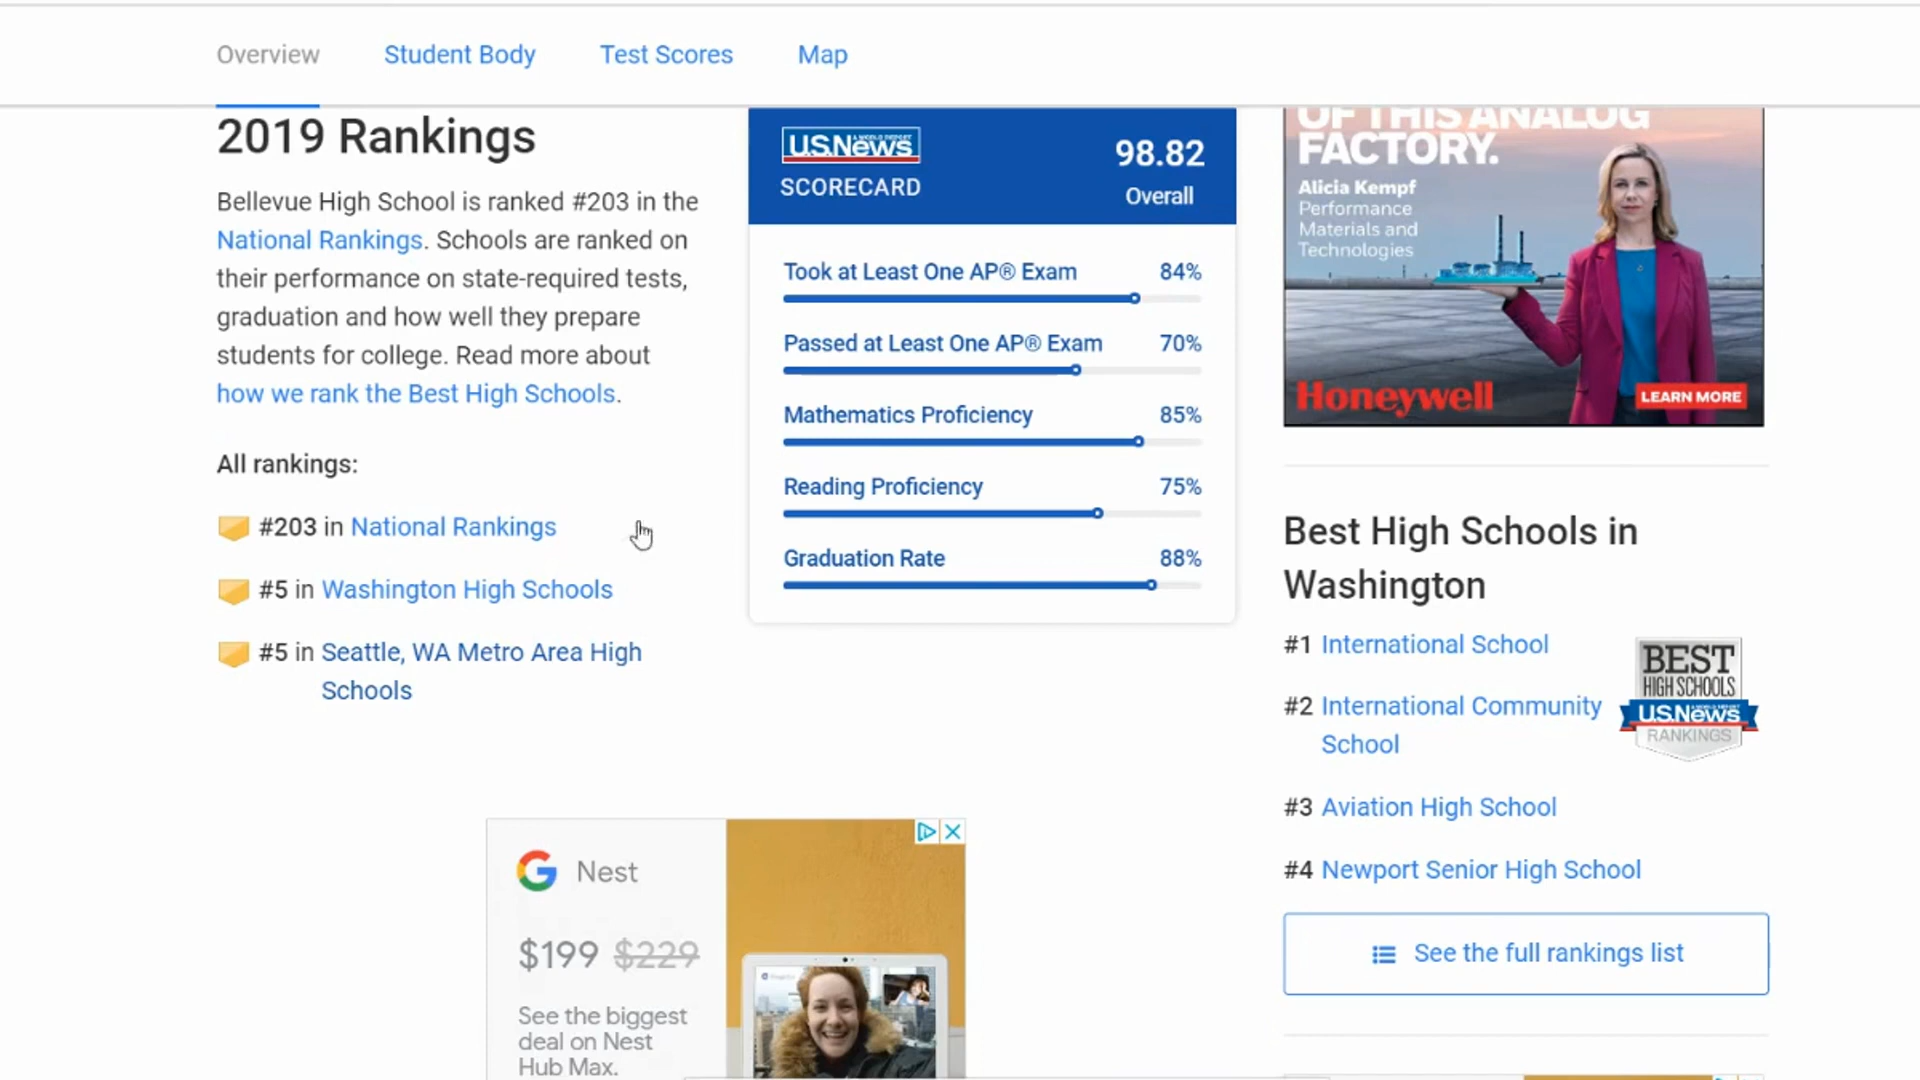 Overview
Student Body
Test Scores
Map
2019 Rankings
Bellevue High School is ranked #203 in the
National Rankings. Schools are ranked on
their performance on state-required tests,
graduation and how well they prepare
students for college. Read more about
how we rank the Best High Schools.
All rankings:
#203 in National Rankings
#5 in Washington High Schools
#5 in Seattle, WA Metro Area High
Schools
U.S.News
SCORECARD
98.82
Overall
Took at Least One AP® Exam 84%
Passed at Least One AP® Exam 70%
Mathematics Proficiency 85%
Reading Proficiency 75%
Graduation Rate 88%
OF THIS ANALOG
FACTORY.
Alicia Kempf
Performance
Materials and
Technologies
Honeywell
LEARN MORE
Best High Schools in
Washington
#1 International School
#2 International Community
School
#3 Aviation High School
#4 Newport Senior High School
BEST
HIGH SCHOOLS
U.S.News
RANKINGS
See the full rankings list
G Nest
$199 $229
See the biggest
deal on Nest
Hub Max.